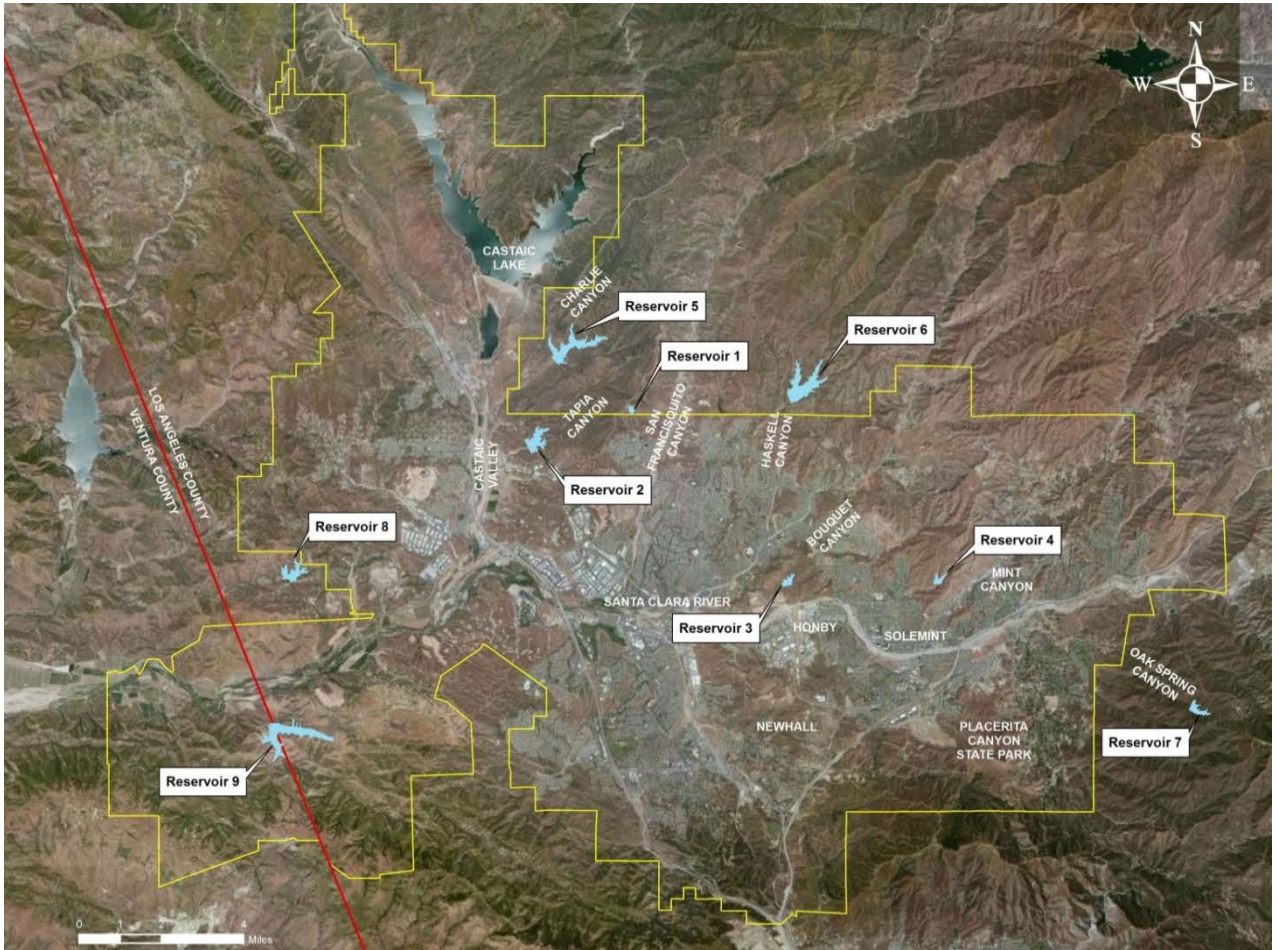 N
W
E
S
CASTAIC
LAKE
CHARLIE
CANYON
Reservoir 5
Reservoir 6
Reservoir 1
LOS ANGELES COUNTY
VENTURA COUNTY
TAPIA
CANYON
SAN
FRANCISQUITO
CANYON
HASKELL
CANYON
CASTAIC
VALLEY
Reservoir 2
Reservoir 8
BOUQUET
CANYON
Reservoir 4
MINT
CANYON
SANTA CLARA RIVER
Reservoir 3
HONBY
SOLEMINT
OAK SPRING
CANYON
NEWHALL
PLACERITA
CANYON
STATE PARK
Reservoir 7
Reservoir 9
0 1 2 4
Miles